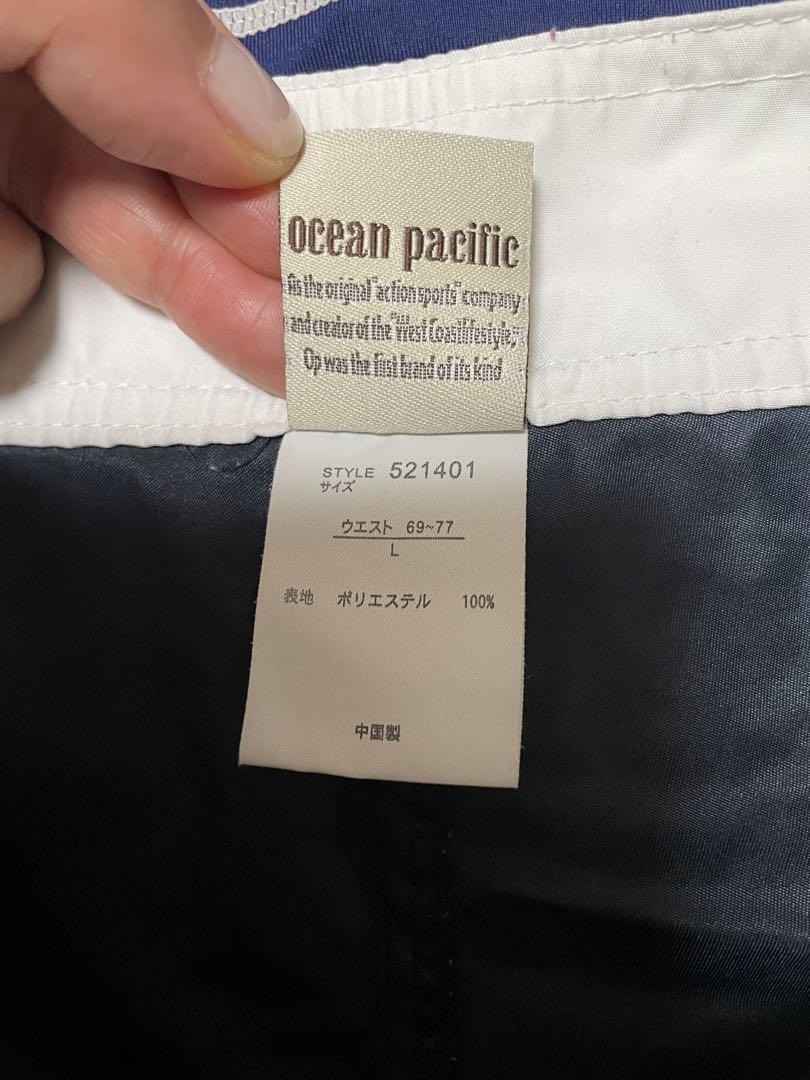 ocean pacific
As the original "action sports" company
and creator of the "West Coast lifestyle,"
Op was the first brand of its kind
STYLE 521401
サイズ
ウエスト 69~77
L
表地 ポリエステル 100%
中国製